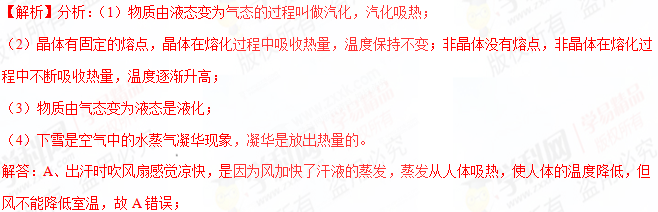 【解析】分析：（1）物质由液态变为气态的过程叫做汽化，汽化吸热；
（2）晶体有固定的熔点，晶体在熔化过程中吸收热量，温度保持不变；非晶体没有熔点，非晶体在熔化过
程中不断吸收热量，温度逐渐升高；
（3）物质由气态变为液态是液化；
（4）下雪是空气中的水蒸气凝华现象，凝华是放出热量的。
解答：A、出汗时吹风扇感觉凉快，是因为风加快了汗液的蒸发，蒸发从人体吸热，使人体的温度降低，但
风不能降低室温，故 A 错误；